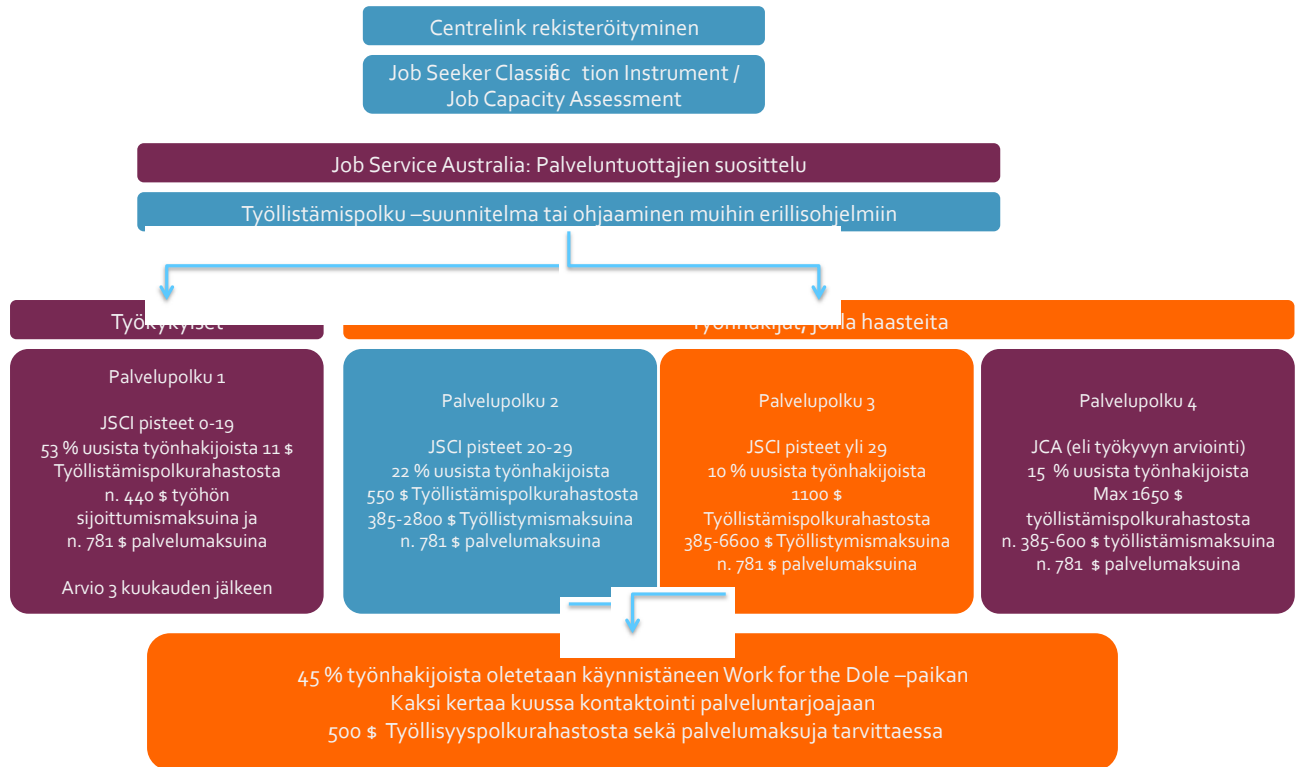 Centrelink rekisteröityminen
Job Seeker Classific tion Instrument /
Job Capacity Assessment
Job Service Australia: Palveluntuottajien suosittelu
Työllistämispolku –suunnitelma tai ohjaaminen muihin erillisohjelmiin
Työkykyiset
Työnhakijat, joilla haasteita
Palvelupolku 1
JSCI pisteet 0-19
53 % uusista työnhakijoista 11 $
Työllistämispolkurahastosta
n. 440 $ työhön
sijoittumismaksuina ja
n. 781 $ palvelumaksuina
Arvio 3 kuukauden jälkeen
Palvelupolku 2
JSCI pisteet 20-29
22 % uusista työnhakijoista
550 $ Työllistämispolkurahastosta
385-2800 $ Työllistymismaksuina
n. 781 $ palvelumaksuina
Palvelupolku 3
JSCI pisteet yli 29
10 % uusista työnhakijoista
1100 $
Työllistämispolkurahastosta
385-6600 $ Työllistymismaksuina
n. 781 $ palvelumaksuina
Palvelupolku 4
JCA (eli työkyvyn arviointi)
15 % uusista työnhakijoista
Max 1650 $
työllistämispolkurahastosta
n. 385-600 $ työllistämismaksuina
n. 781 $ palvelumaksuina
45 % työnhakijoista oletetaan käynnistäneen Work for the Dole –paikan
Kaksi kertaa kuussa kontaktointi palveluntarjoajaan
500 $ Työllisyyspolkurahastosta sekä palvelumaksuja tarvittaessa